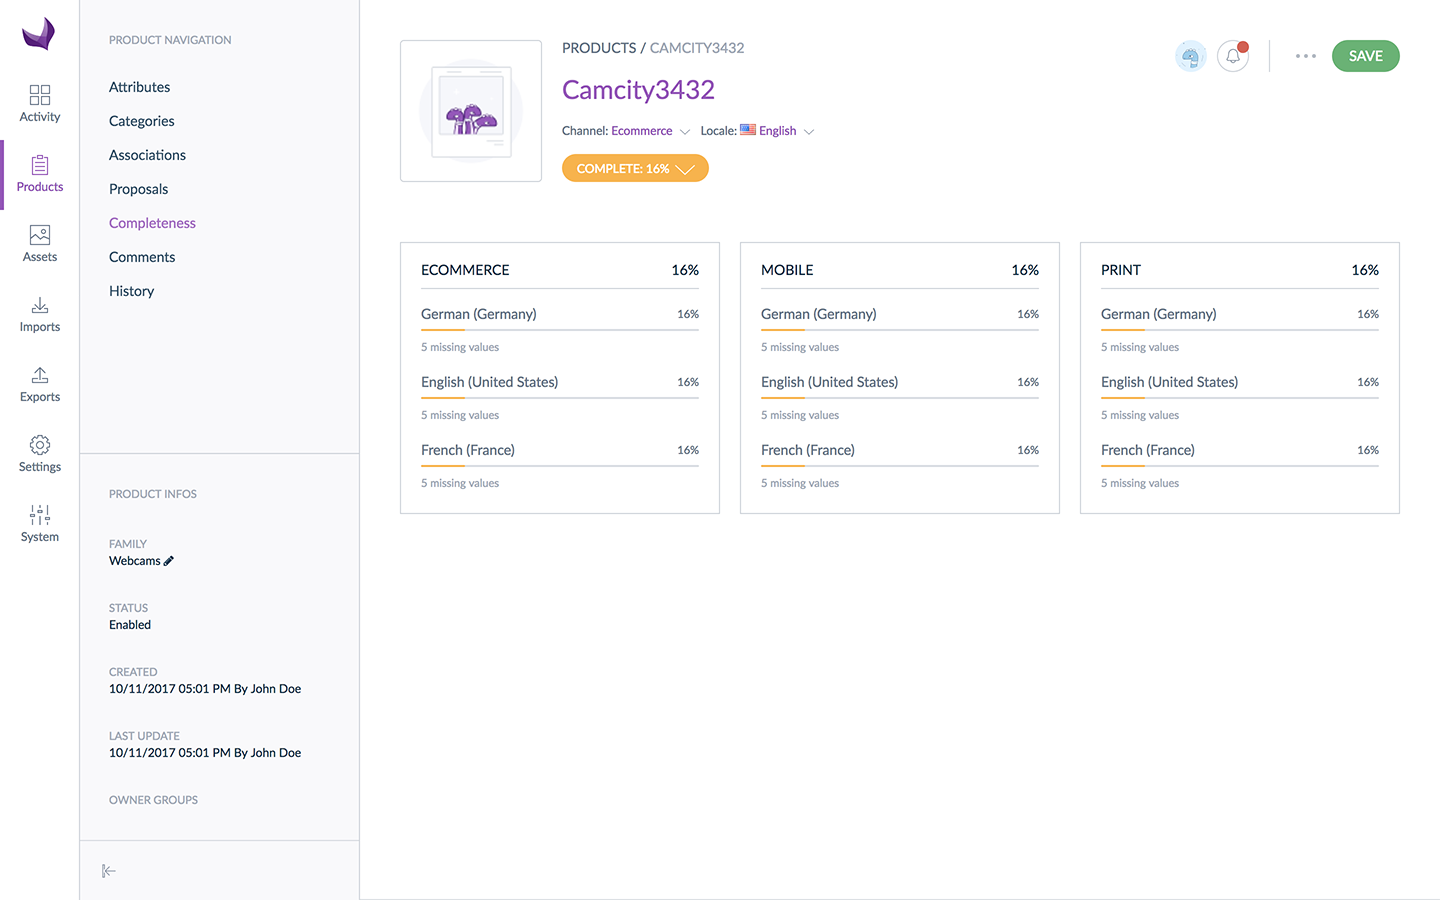 Activity
Products
Assets
Imports
Exports
Settings
System
PRODUCT NAVIGATION
Attributes
Categories
Associations
Proposals
Completeness
Comments
History
PRODUCT INFOS
FAMILY
Webcams
STATUS
Enabled
CREATED
10/11/2017 05:01 PM By John Doe
LAST UPDATE
10/11/2017 05:01 PM By John Doe
OWNER GROUPS
PRODUCTS / CAMCITY3432
Camcity3432
Channel: Ecommerce Locale: English
COMPLETE: 16%
SAVE
ECOMMERCE 16%
German (Germany) 16%
5 missing values
English (United States) 16%
5 missing values
French (France) 16%
5 missing values
MOBILE 16%
German (Germany) 16%
5 missing values
English (United States) 16%
5 missing values
French (France) 16%
5 missing values
PRINT 16%
German (Germany) 16%
5 missing values
English (United States) 16%
5 missing values
French (France) 16%
5 missing values